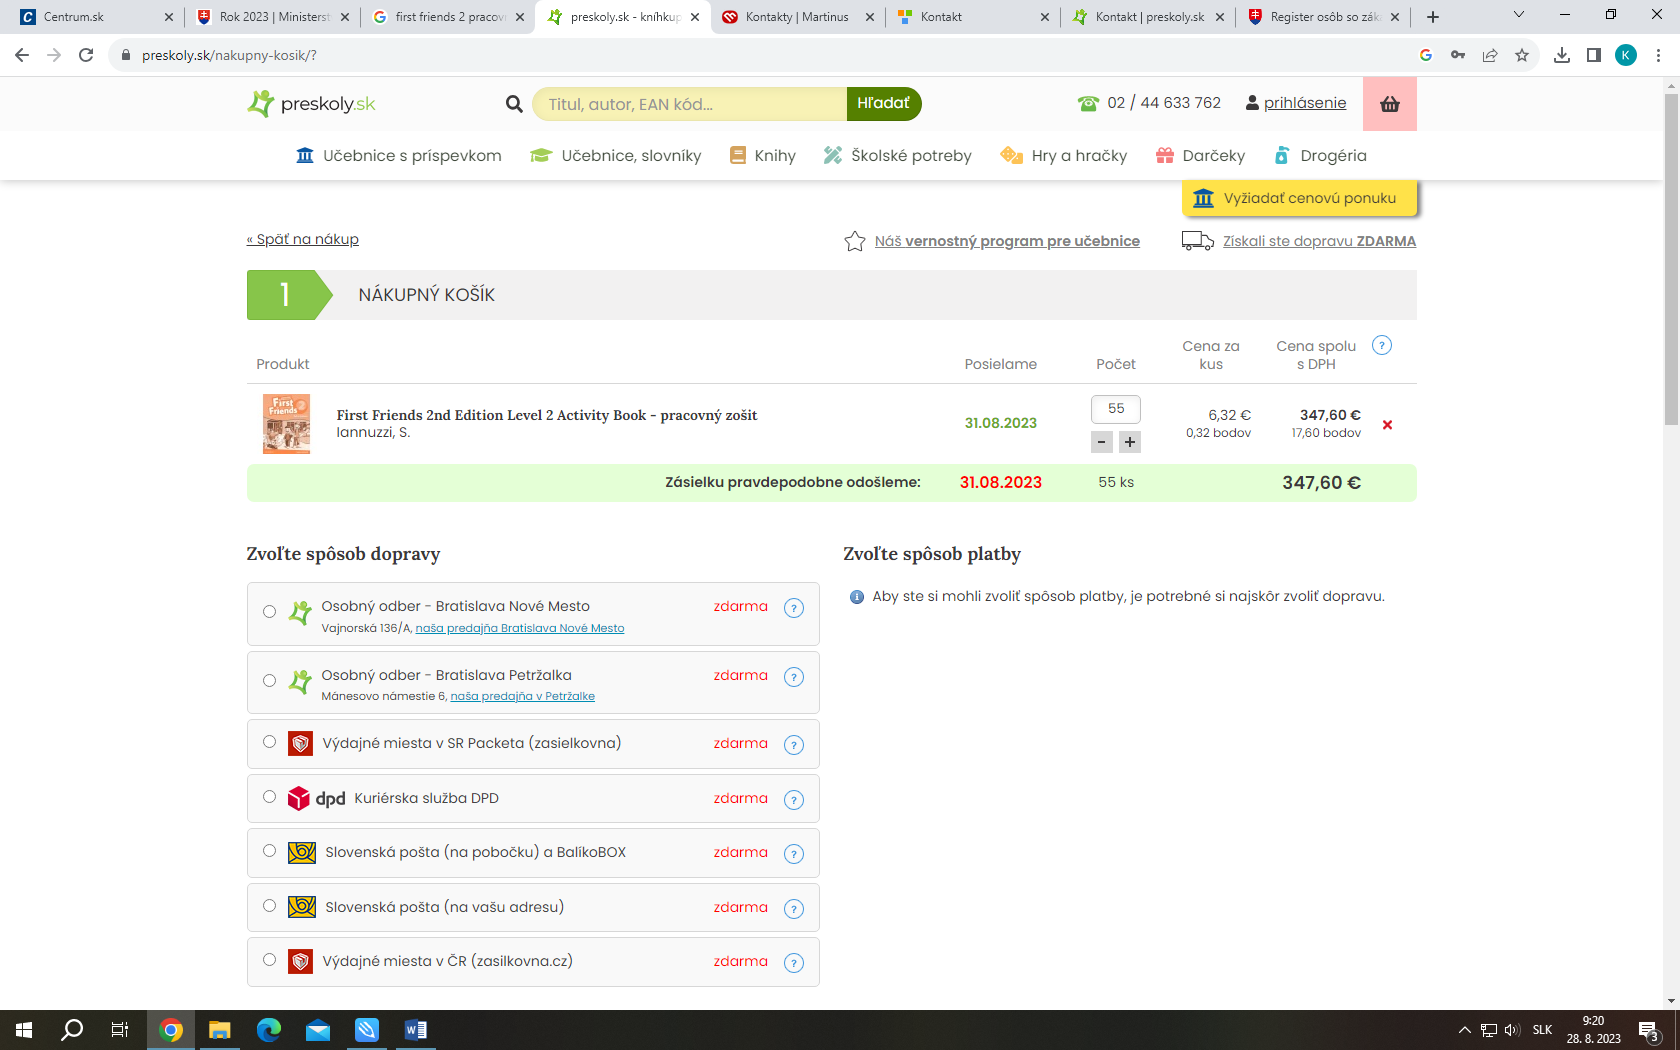 Centrum.sk
Rok 2023 | Ministerst
first friends 2 pracovn
preskoly.sk - kníhkup
Kontakty | Martinus
Kontakt
Kontakt | preskoly.sk
Register osôb so zák
preskoly.sk/nakupny-kosik/?
K
preskoly.sk
Titul, autor, EAN kód...
Hľadať
02 / 44 633 762
prihlásenie
Učebnice s príspevkom
Učebnice, slovníky
Knihy
Školské potreby
Hry a hračky
Darčeky
Drogéria
Vyžiadať cenovú ponuku
« Späť na nákup
Náš vernostný program pre učebnice
Získali ste dopravu ZDARMA
1 NÁKUPNÝ KOŠÍK
Produkt
Posielame
Počet
Cena za kus
Cena spolu s DPH
?
First Friends
First Friends 2nd Edition Level 2 Activity Book - pracovný zošit
Iannuzzi, S.
31.08.2023
55
- +
6,32 €
0,32 bodov
347,60 €
17,60 bodov
Zásielku pravdepodobne odošleme: 31.08.2023 55 ks 347,60 €
Zvoľte spôsob dopravy
Osobný odber - Bratislava Nové Mesto zdarma ?
Vajnorská 136/A, naša predajňa Bratislava Nové Mesto
Osobný odber - Bratislava Petržalka zdarma ?
Mánesovo námestie 6, naša predajňa v Petržalke
Výdajné miesta v SR Packeta (zasielkovna) zdarma ?
dpd Kuriérska služba DPD zdarma ?
Slovenská pošta (na pobočku) a BalíkoBOX zdarma ?
Slovenská pošta (na vašu adresu) zdarma ?
Výdajné miesta v ČR (zasilkovna.cz) zdarma ?
Zvoľte spôsob platby
Aby ste si mohli zvoliť spôsob platby, je potrebné si najskôr zvoliť dopravu.
SLK
9:20
28. 8. 2023
3